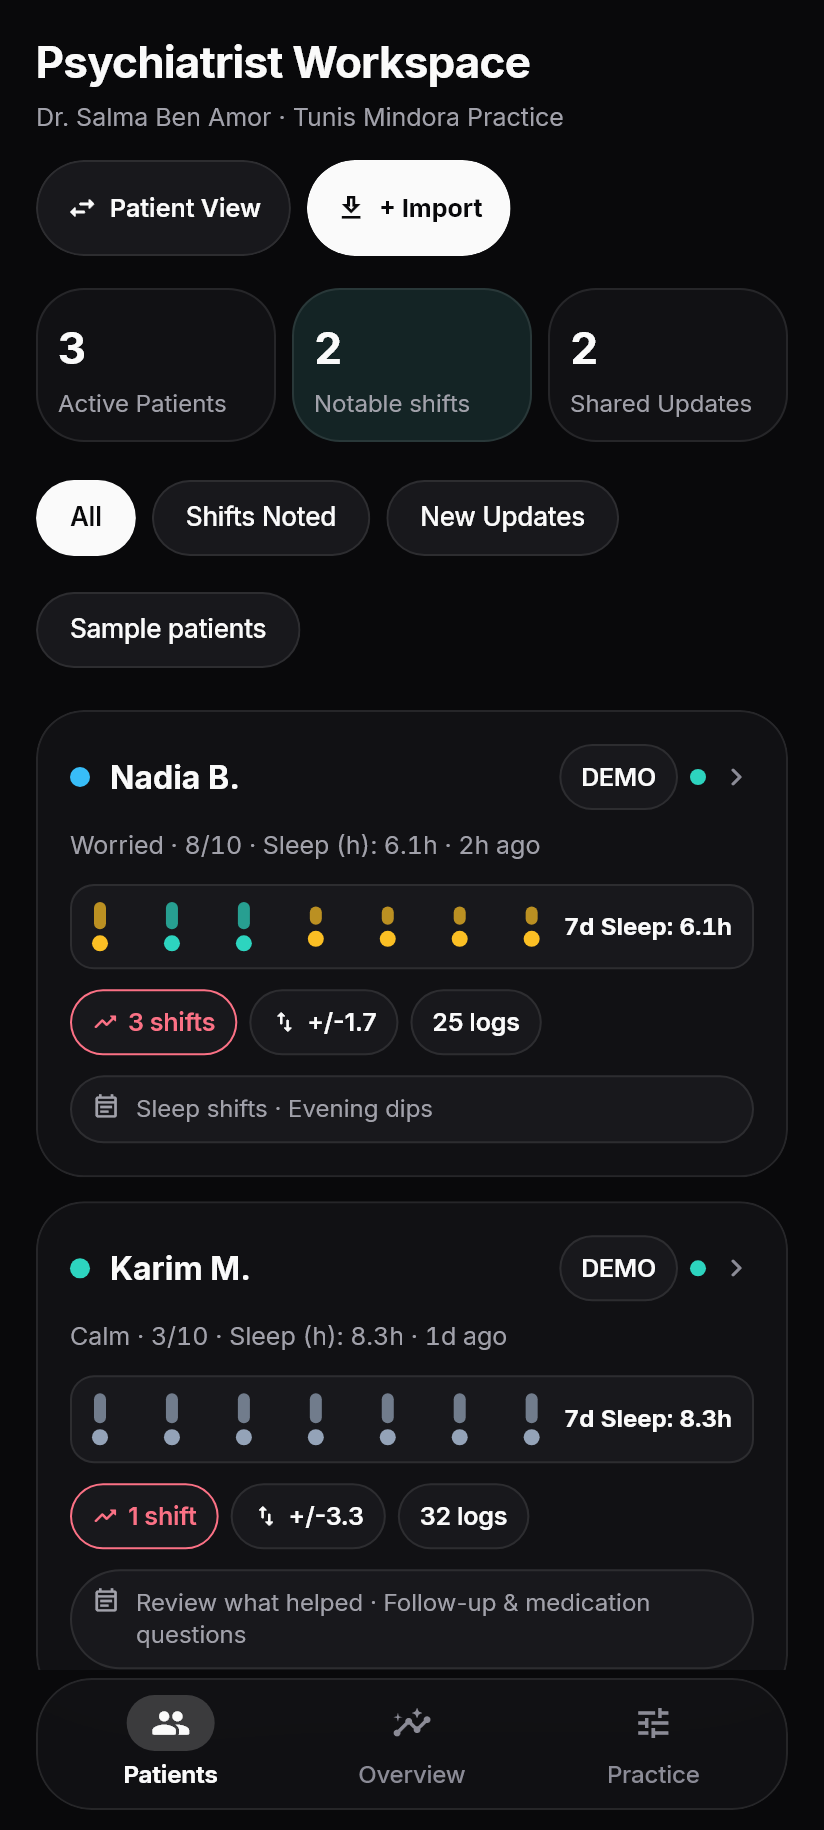 Psychiatrist Workspace
Dr. Salma Ben Amor · Tunis Mindora Practice
Patient View
+ Import
3
Active Patients
2
Notable shifts
2
Shared Updates
All
Shifts Noted
New Updates
Sample patients
Nadia B.
DEMO
Worried · 8/10 · Sleep (h): 6.1h · 2h ago
7d Sleep: 6.1h
3 shifts
+/-1.7
25 logs
Sleep shifts · Evening dips
Karim M.
DEMO
Calm · 3/10 · Sleep (h): 8.3h · 1d ago
7d Sleep: 8.3h
1 shift
+/-3.3
32 logs
Review what helped · Follow-up & medication
questions
Patients
Overview
Practice